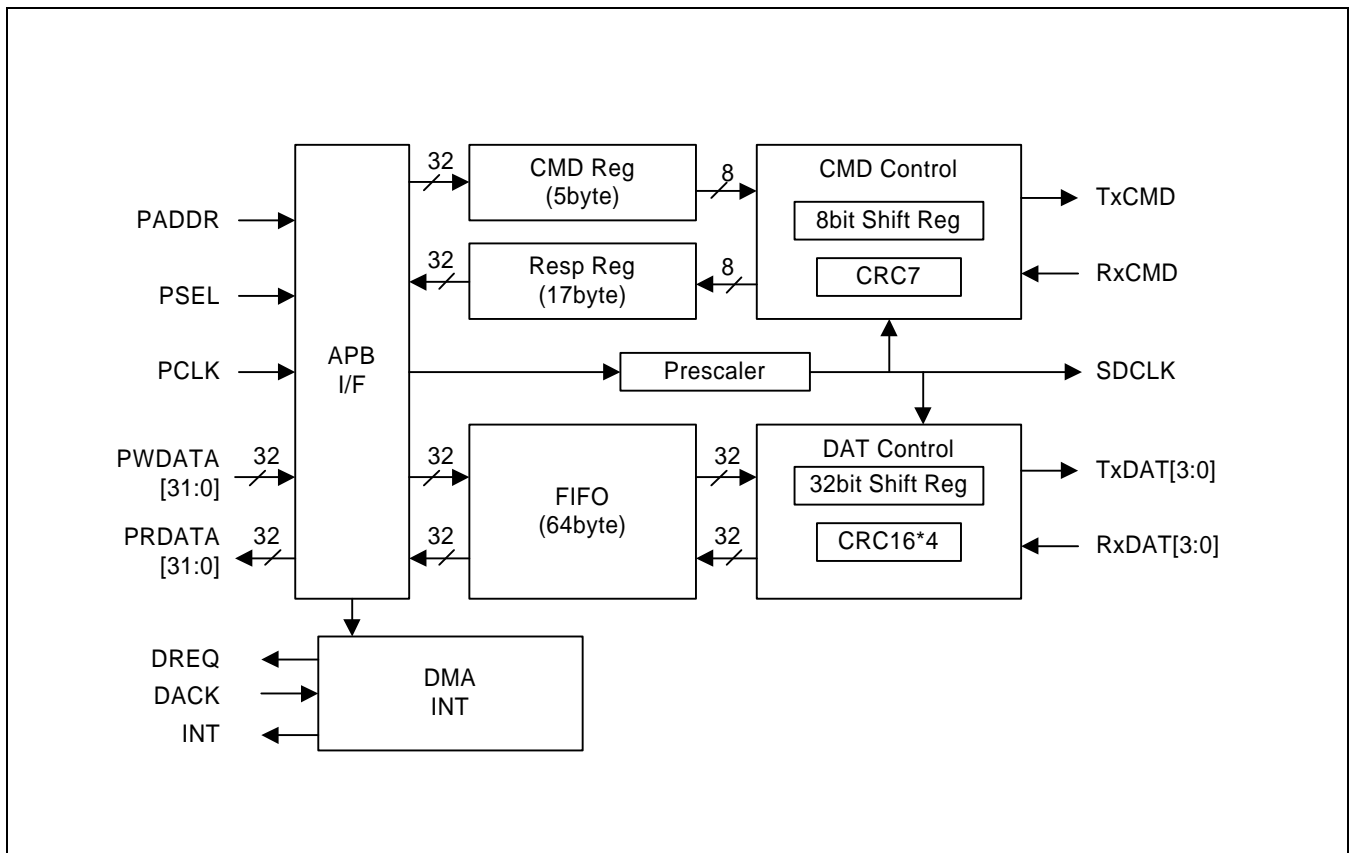 PADDR
PSEL
PCLK
PWDATA
[31:0]
32
PRDATA
[31:0]
32
APB
I/F
32
CMD Reg
(5byte)
8
32
Resp Reg
(17byte)
8
CMD Control
8bit Shift Reg
CRC7
TxCMD
RxCMD
Prescaler
SDCLK
32
32
FIFO
(64byte)
32
32
DAT Control
32bit Shift Reg
CRC16*4
TxDAT[3:0]
RxDAT[3:0]
DREQ
DACK
INT
DMA
INT